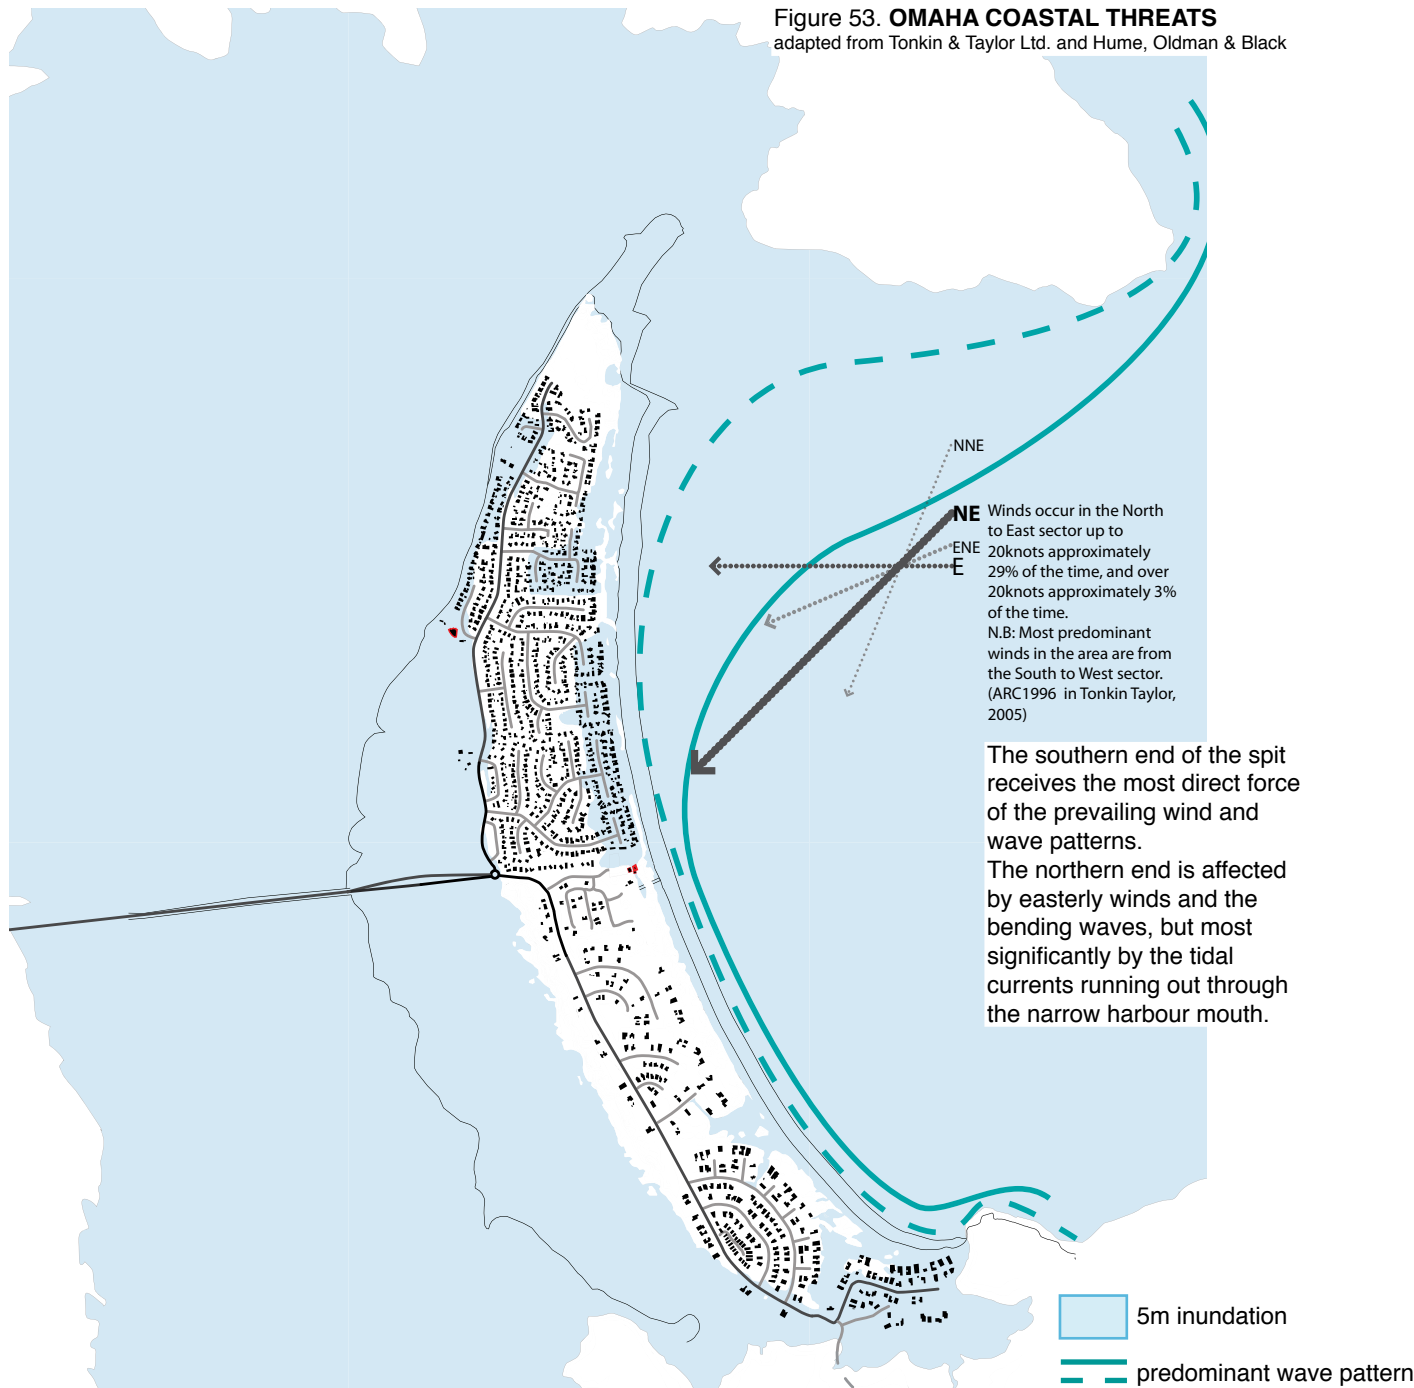 Figure 53. OMAHA COASTAL THREATS
adapted from Tonkin & Taylor Ltd. and Hume, Oldman & Black
NNE
NE
ENE
E
Winds occur in the North
to East sector up to
20knots approximately
29% of the time, and over
20knots approximately 3%
of the time.
N.B: Most predominant
winds in the area are from
the South to West sector.
(ARC1996 in Tonkin Taylor,
2005)
The southern end of the spit
receives the most direct force
of the prevailing wind and
wave patterns.
The northern end is affected
by easterly winds and the
bending waves, but most
significantly by the tidal
currents running out through
the narrow harbour mouth.
5m inundation
predominant wave pattern